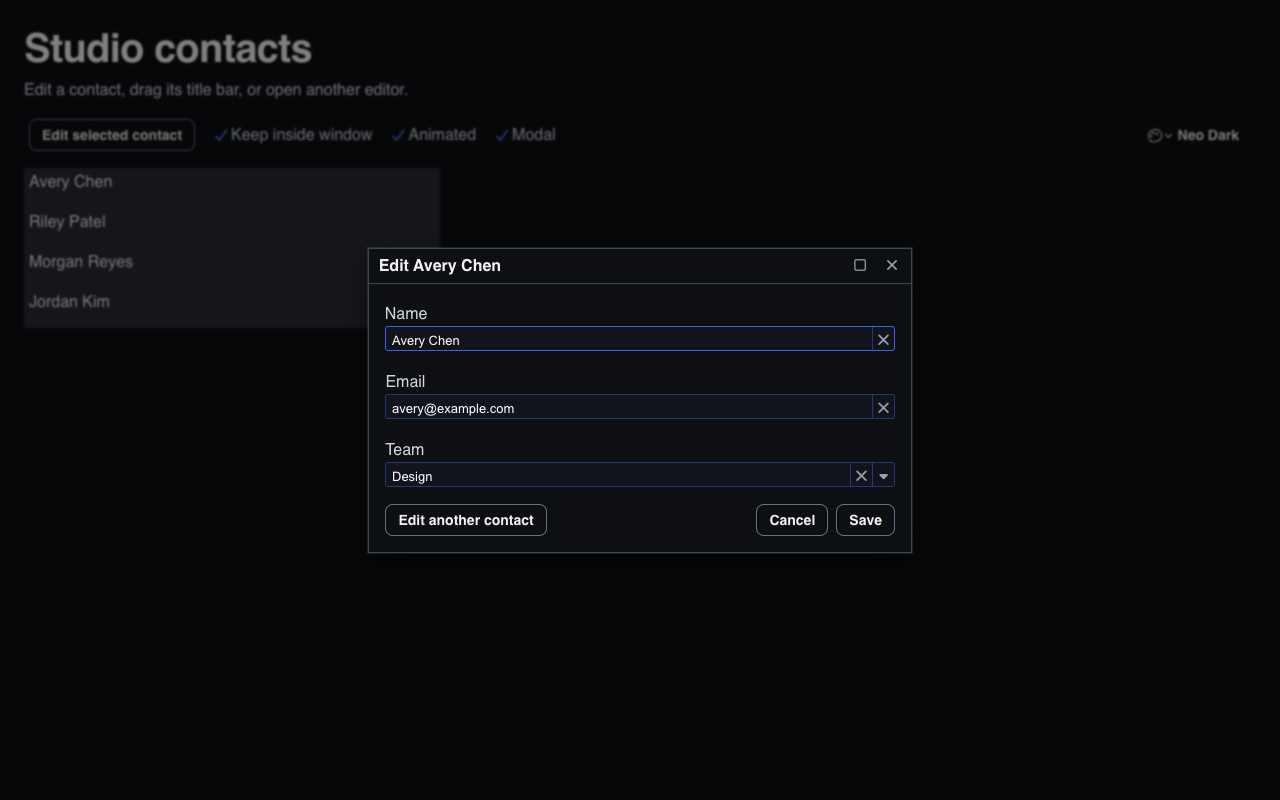 Studio contacts
Edit a contact, drag its title bar, or open another editor.
Edit selected contact Keep inside window Animated Modal Neo Dark
Avery Chen
Riley Patel
Morgan Reyes
Jordan Kim
Edit Avery Chen
Name
Avery Chen
Email
avery@example.com
Team
Design
Edit another contact Cancel Save